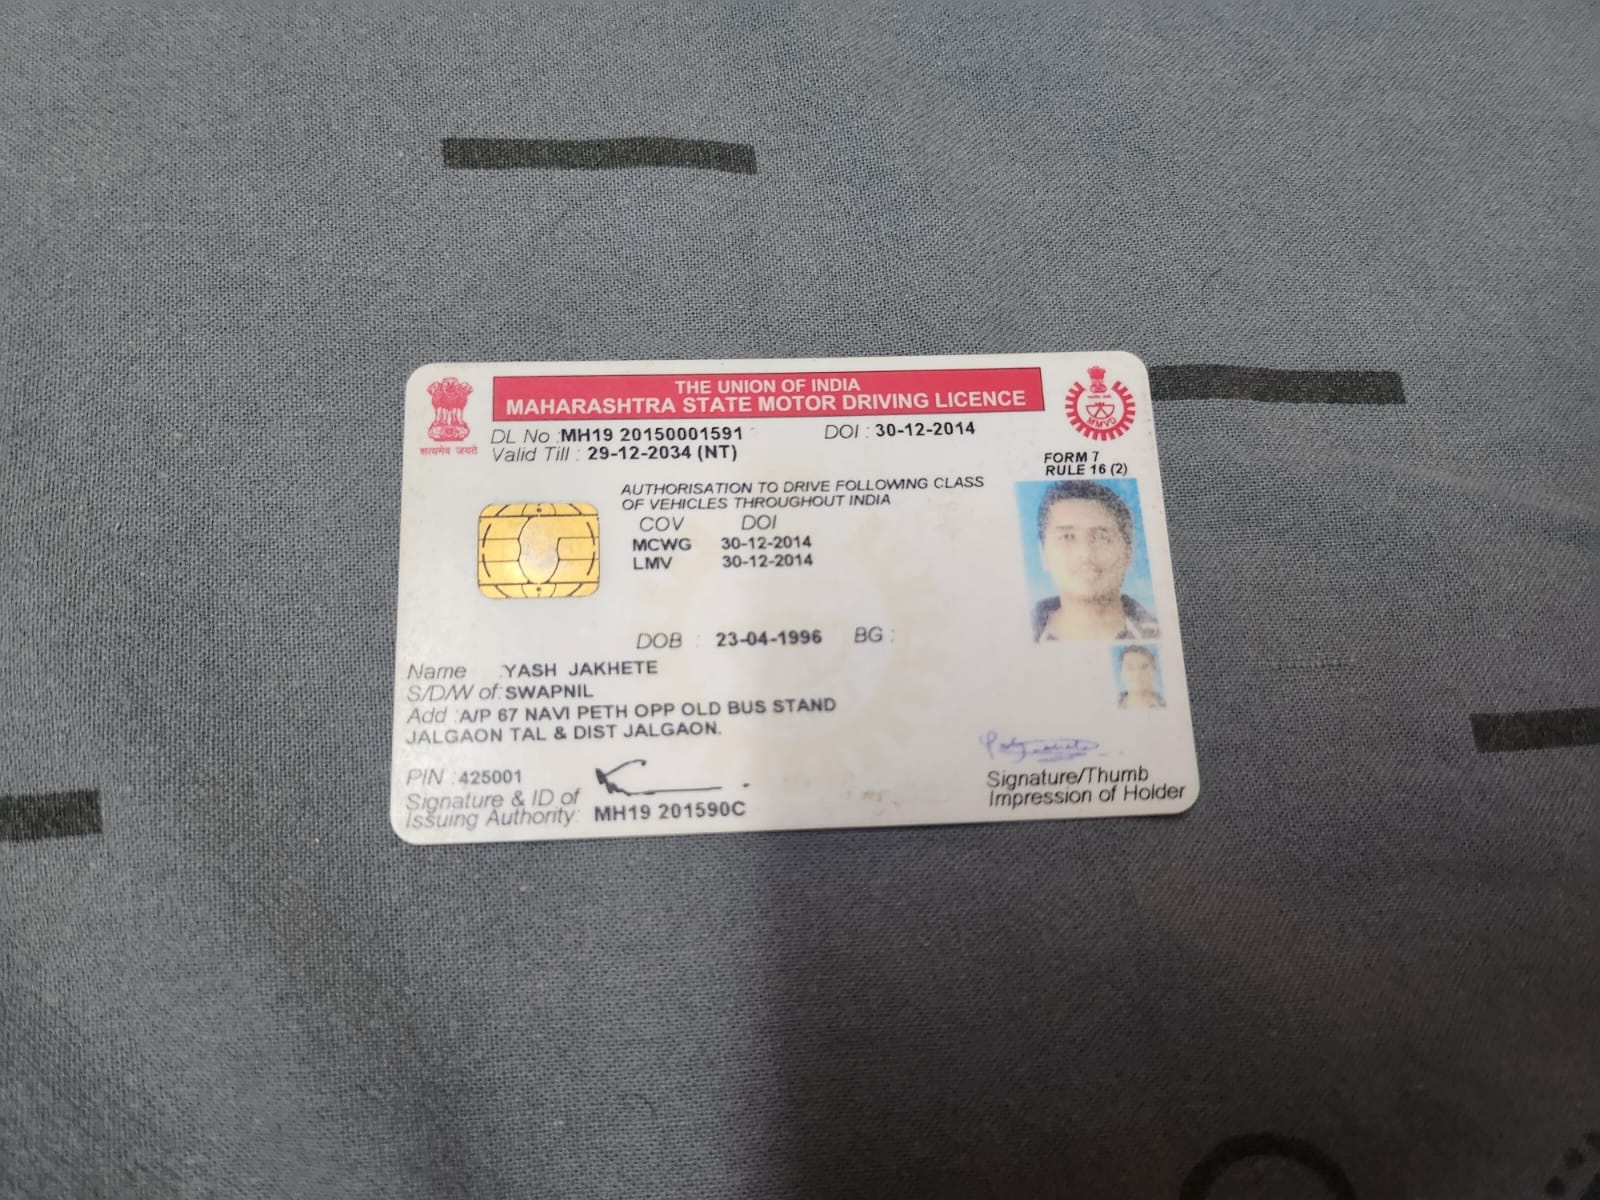 THE UNION OF INDIA
MAHARASHTRA STATE MOTOR DRIVING LICENCE
सत्यमेव जयते
MMVD
DL No : MH19 20150001591 DOI : 30-12-2014
Valid Till : 29-12-2034 (NT)
FORM 7
RULE 16 (2)
AUTHORISATION TO DRIVE FOLLOWING CLASS
OF VEHICLES THROUGHOUT INDIA
COV DOI
MCWG 30-12-2014
LMV 30-12-2014
DOB : 23-04-1996 BG :
Name : YASH JAKHETE
S/D/W of : SWAPNIL
Add : A/P 67 NAVI PETH OPP OLD BUS STAND
JALGAON TAL & DIST JALGAON.
PIN : 425001
Signature & ID of
Issuing Authority: MH19 201590C
Signature/Thumb
Impression of Holder